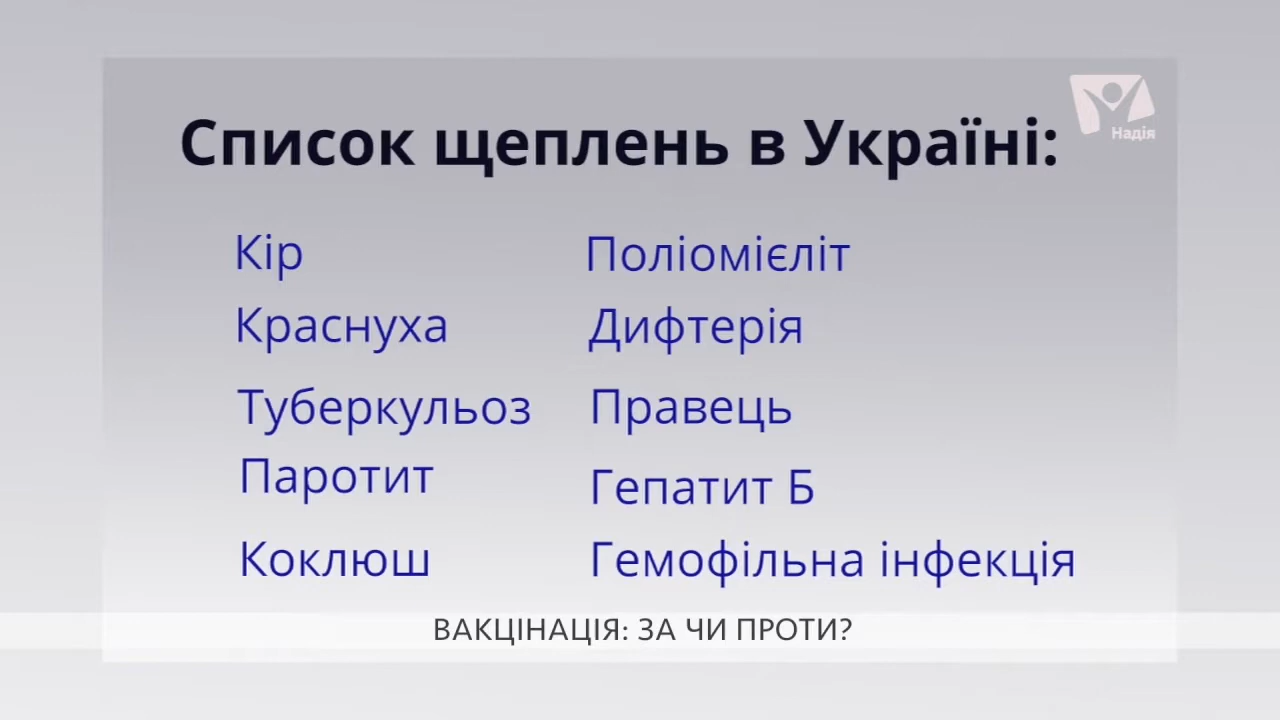 Надія
Список щеплень в Україні:
Кір
Краснуха
Туберкульоз
Паротит
Коклюш
Поліомієліт
Дифтерія
Правець
Гепатит Б
Гемофільна інфекція
ВАКЦІНАЦІЯ: ЗА ЧИ ПРОТИ?